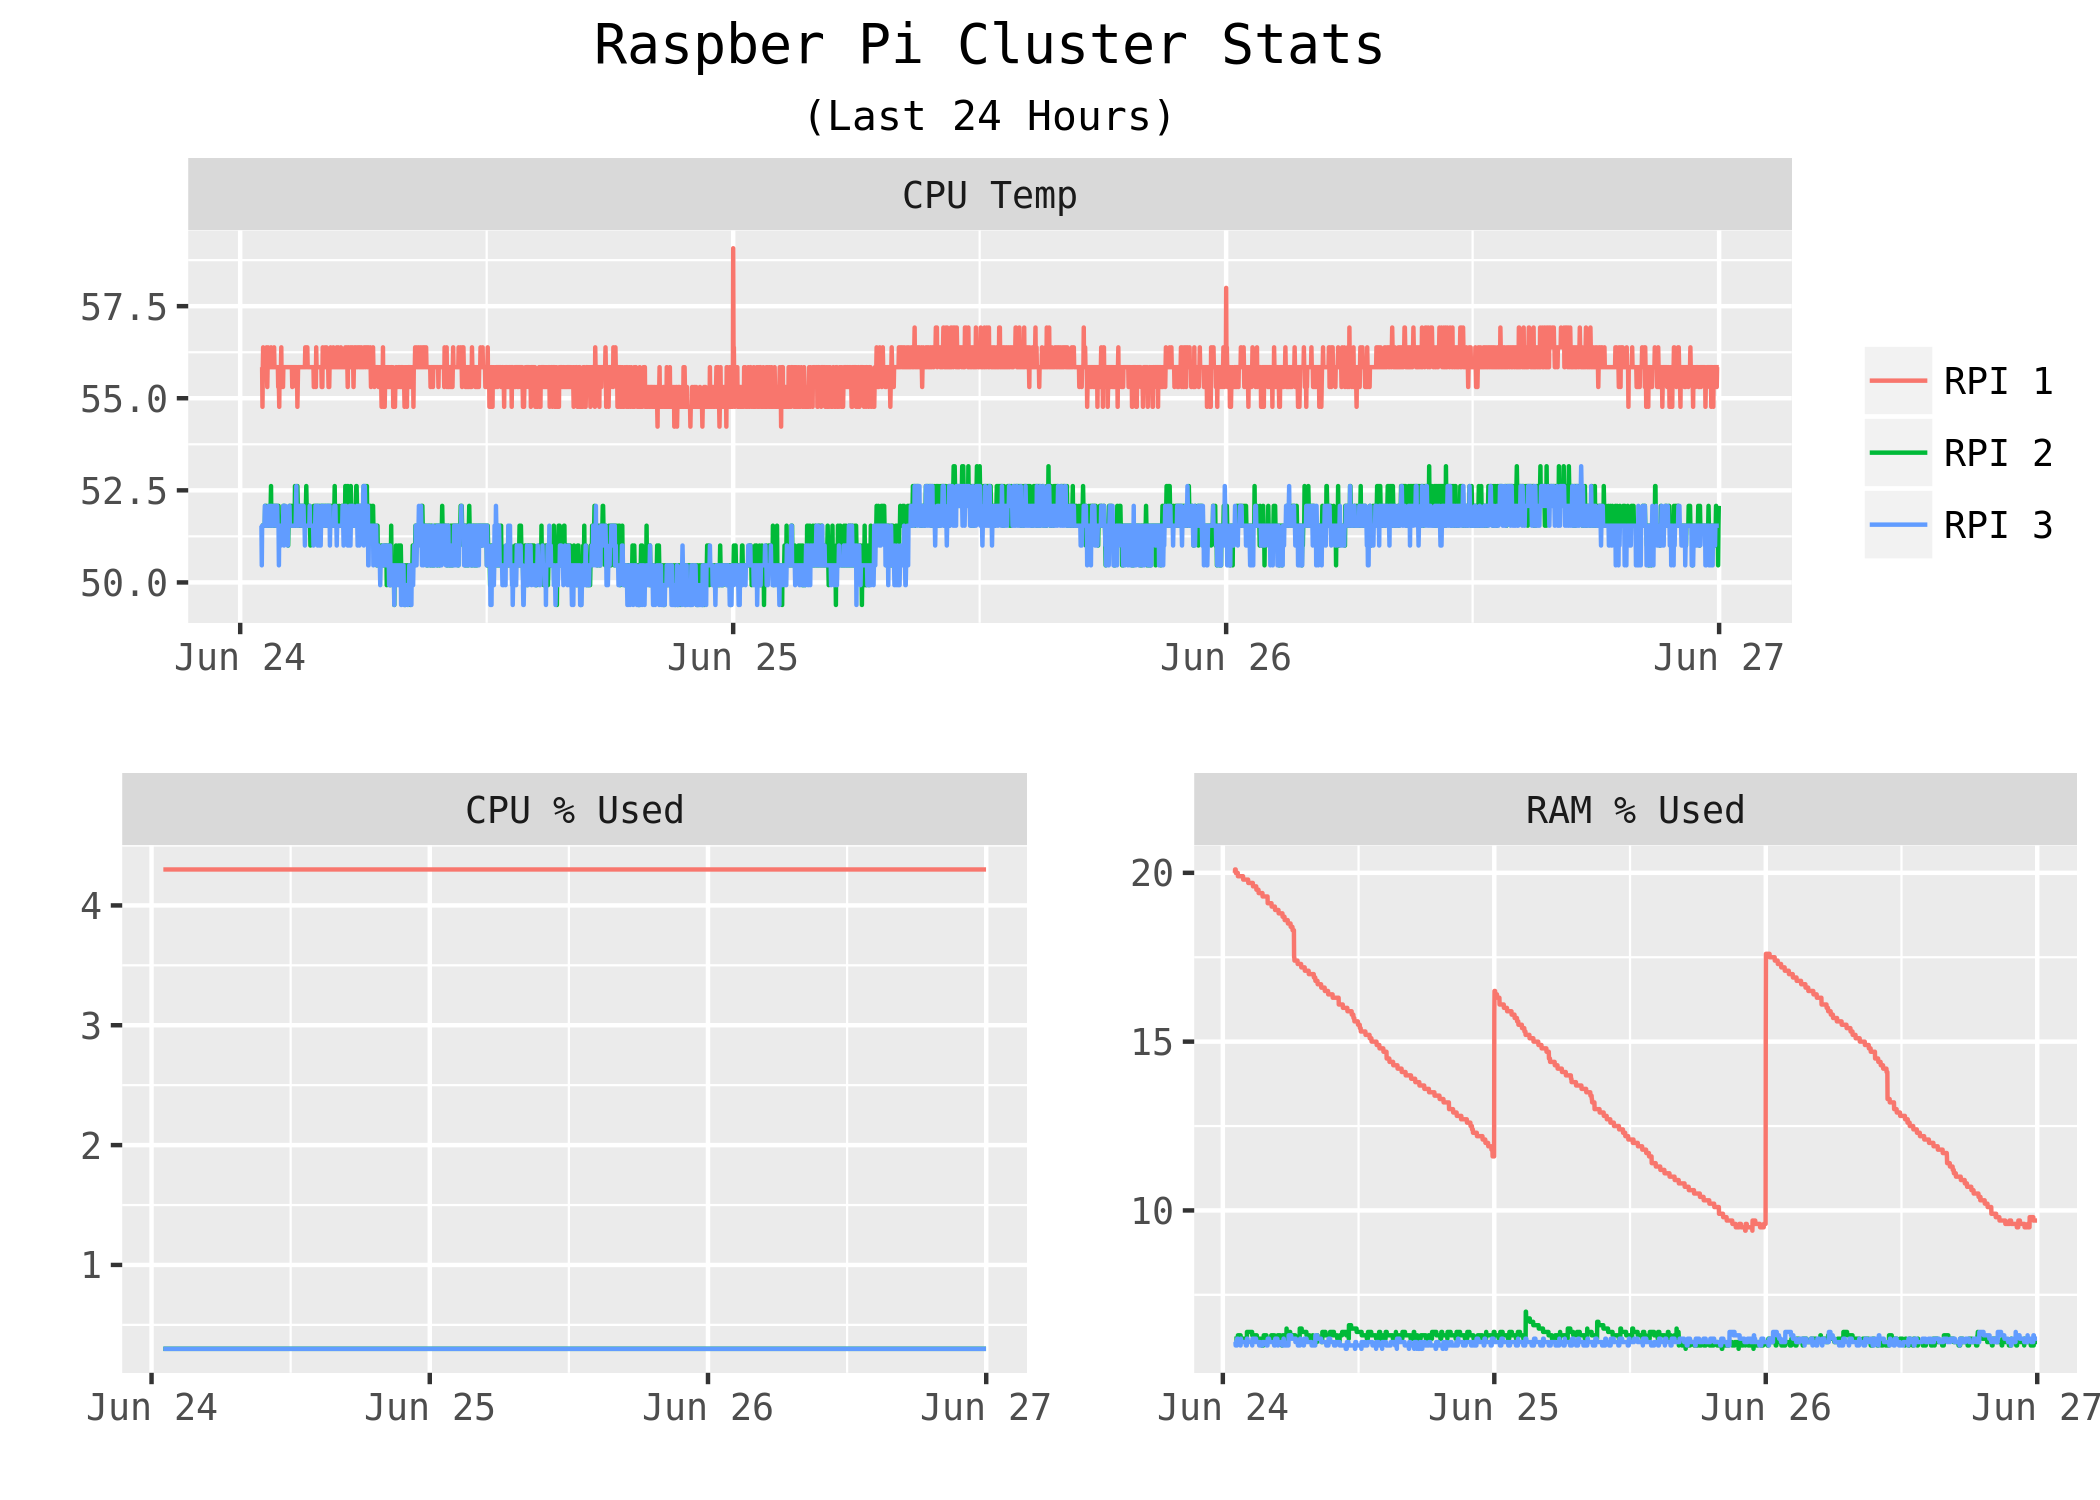 Raspber Pi Cluster Stats
(Last 24 Hours)
CPU Temp
57.5
55.0
52.5
50.0
Jun 24 Jun 25 Jun 26 Jun 27
RPI 1
RPI 2
RPI 3
CPU % Used
4
3
2
1
Jun 24 Jun 25 Jun 26 Jun 27
RAM % Used
20
15
10
Jun 24 Jun 25 Jun 26 Jun 27